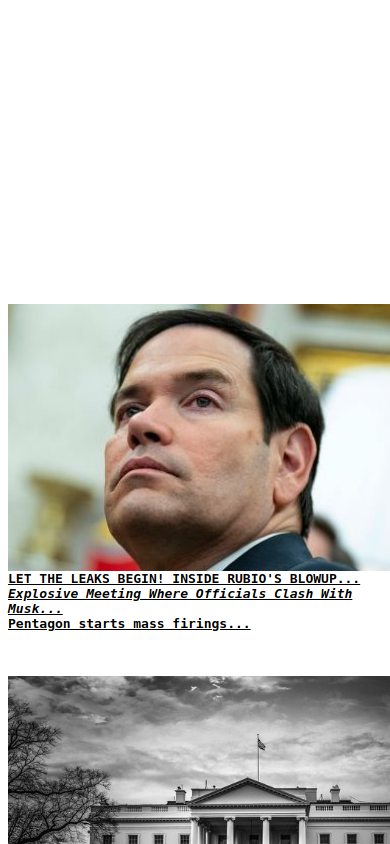 LET THE LEAKS BEGIN! INSIDE RUBIO'S BLOWUP...
Explosive Meeting Where Officials Clash With
Musk...
Pentagon starts mass firings...